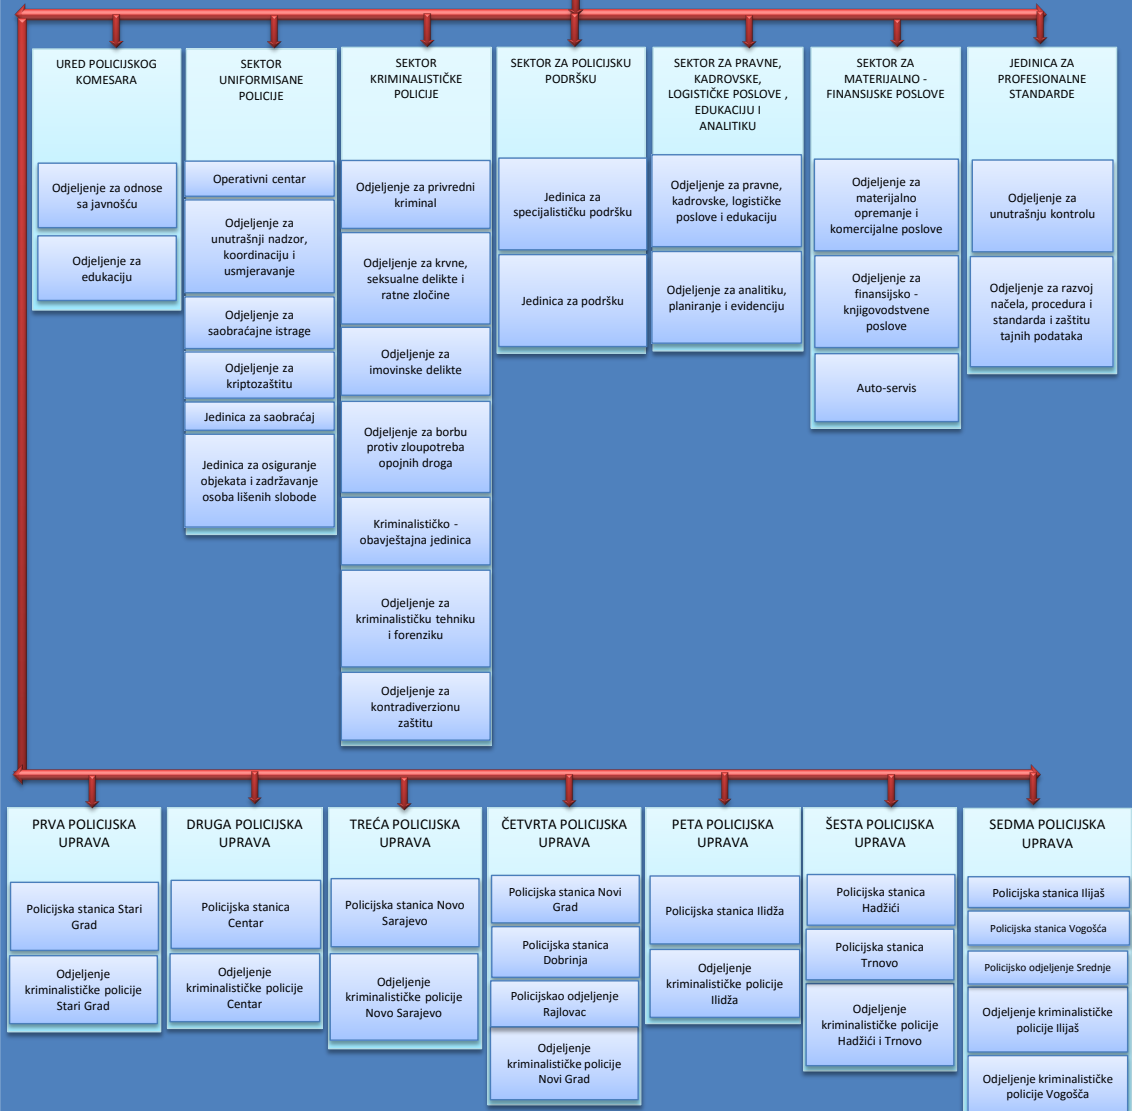 URED POLICIJSKOG
KOMESARA
Odjeljenje za odnose
sa javnošću
Odjeljenje za
edukaciju
SEKTOR
UNIFORMISANE
POLICIJE
Operativni centar
Odjeljenje za
unutrašnji nadzor,
koordinaciju i
usmjeravanje
Odjeljenje za
saobraćajne istrage
Odjeljenje za
kriptozaštitu
Jedinica za saobraćaj
Jedinica za osiguranje
objekata i zadržavanje
osoba lišenih slobode
SEKTOR
KRIMINALISTIČKE
POLICIJE
Odjeljenje za privredni
kriminal
Odjeljenje za krvne,
seksualne delikte i
ratne zločine
Odjeljenje za
imovinske delikte
Odjeljenje za borbu
protiv zloupotreba
opojnih droga
Kriminalističko -
obavještajna jedinica
Odjeljenje za
kriminalističku tehniku
i forenziku
Odjeljenje za
kontradiverzionu
zaštitu
SEKTOR ZA POLICIJSKU
PODRŠKU
Jedinica za
specijalističku podršku
Jedinica za podršku
SEKTOR ZA PRAVNE,
KADROVSKE,
LOGISTIČKE POSLOVE ,
EDUKACIJU I
ANALITIKU
Odjeljenje za pravne,
kadrovske, logističke
poslove i edukaciju
Odjeljenje za analitiku,
planiranje i evidenciju
SEKTOR ZA
MATERIJALNO -
FINANSIJSKE POSLOVE
Odjeljenje za
materijalno
opremanje i
komercijalne poslove
Odjeljenje za
finansijsko -
knjigovodstvene
poslove
Auto-servis
JEDINICA ZA
PROFESIONALNE
STANDARDE
Odjeljenje za
unutrašnju kontrolu
Odjeljenje za razvoj
načela, procedura i
standarda i zaštitu
tajnih podataka
PRVA POLICIJSKA
UPRAVA
Policijska stanica Stari
Grad
Odjeljenje
kriminalističke policije
Stari Grad
DRUGA POLICIJSKA
UPRAVA
Policijska stanica
Centar
Odjeljenje
kriminalističke policije
Centar
TREĆA POLICIJSKA
UPRAVA
Policijska stanica Novo
Sarajevo
Odjeljenje
kriminalističke policije
Novo Sarajevo
ČETVRTA POLICIJSKA
UPRAVA
Policijska stanica Novi
Grad
Policijska stanica
Dobrinja
Policijskao odjeljenje
Rajlovac
Odjeljenje
kriminalističke policije
Novi Grad
PETA POLICIJSKA
UPRAVA
Policijska stanica Ilidža
Odjeljenje
kriminalističke policije
Ilidža
ŠESTA POLICIJSKA
UPRAVA
Policijska stanica
Hadžići
Policijska stanica
Trnovo
Odjeljenje
kriminalističke policije
Hadžići i Trnovo
SEDMA POLICIJSKA
UPRAVA
Policijska stanica Ilijaš
Policijska stanica Vogošća
Policijsko odjeljenje Srednje
Odjeljenje kriminalističke
policije Ilijaš
Odjeljenje kriminalističke
policije Vogošča